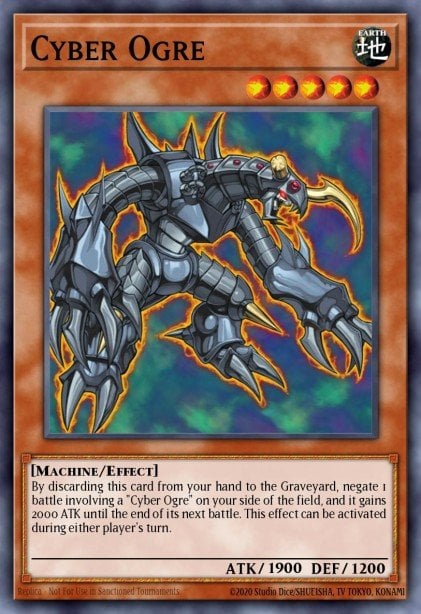 CYBER OGRE
EARTH
地
[MACHINE/EFFECT]
By discarding this card from your hand to the Graveyard, negate 1
battle involving a "Cyber Ogre" on your side of the field, and it gains
2000 ATK until the end of its next battle. This effect can be activated
during either player's turn.
ATK/1900 DEF/1200
Replica - Not For Use in Sanctioned Tournaments
©2020 Studio Dice/SHUEISHA, TV TOKYO, KONAMI